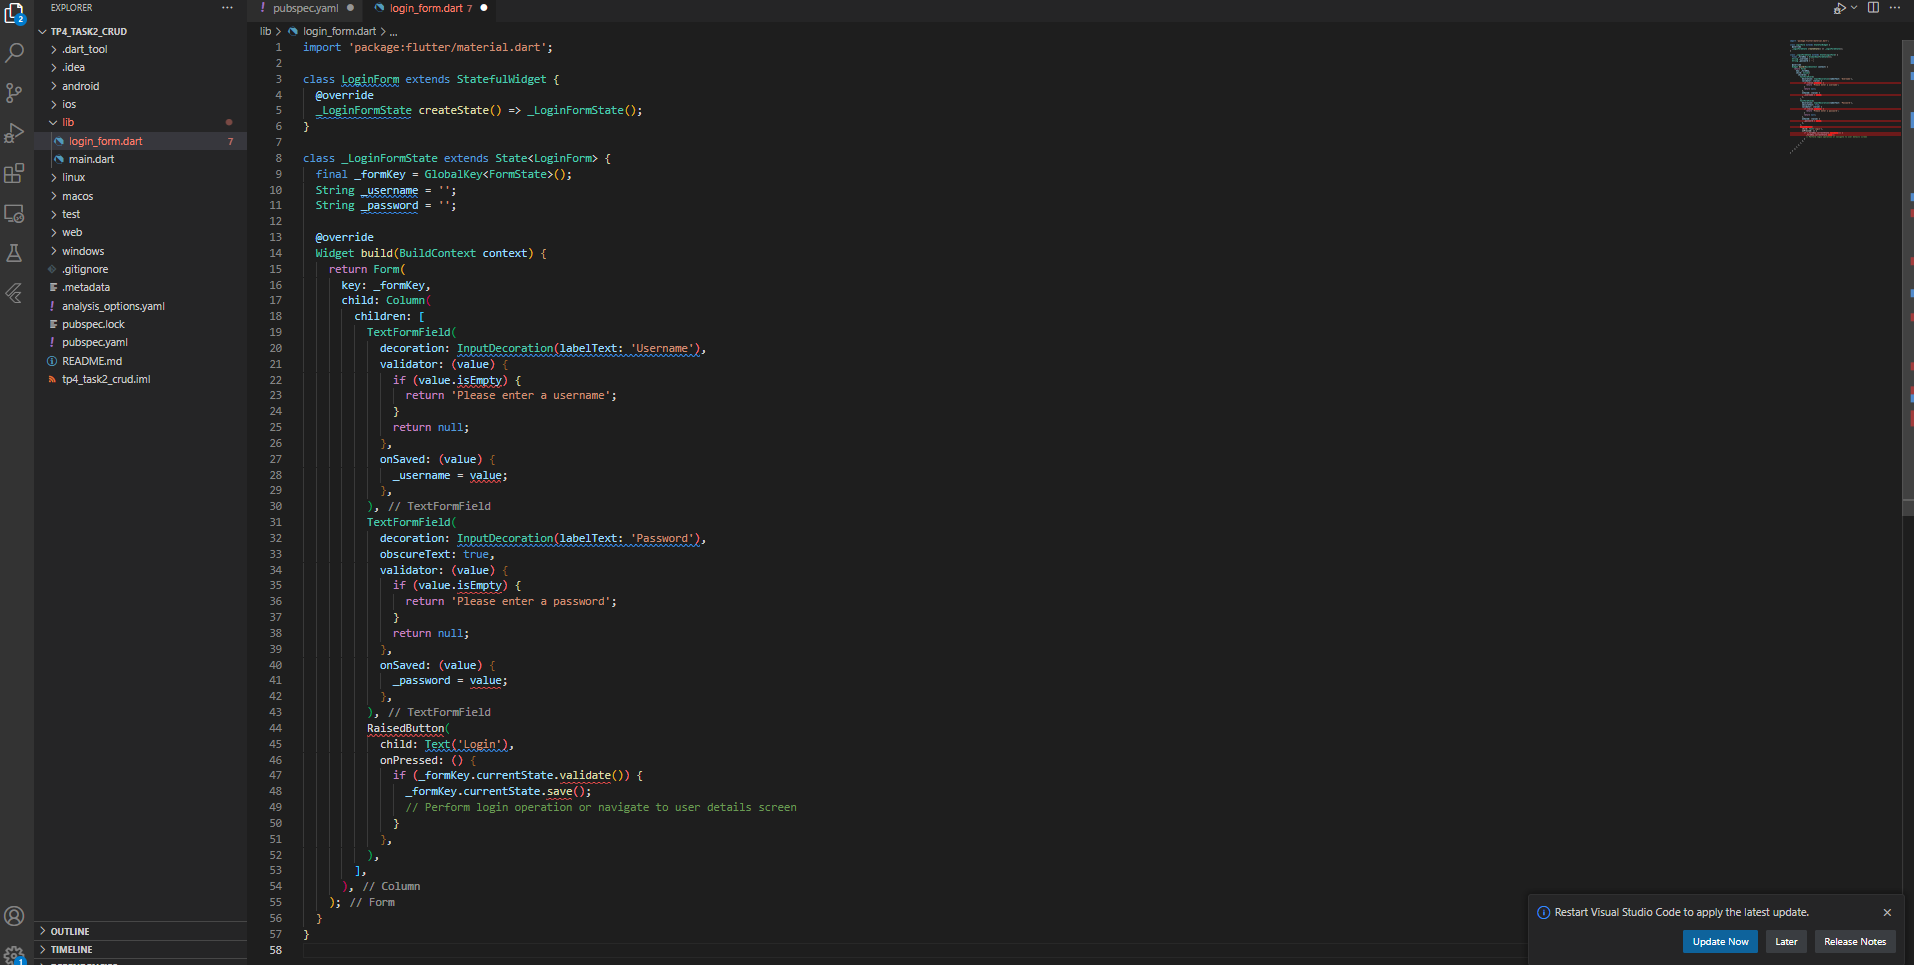 EXPLORER
TP4_TASK2_CRUD
.dart_tool
.idea
android
ios
lib
login_form.dart 7
main.dart
linux
macos
test
web
windows
.gitignore
.metadata
analysis_options.yaml
pubspec.lock
pubspec.yaml
README.md
tp4_task2_crud.iml
OUTLINE
TIMELINE
2
1
pubspec.yaml
login_form.dart 7
lib > login_form.dart > ...
1 import 'package:flutter/material.dart';
2
3 class LoginForm extends StatefulWidget {
4 @override
5 _LoginFormState createState() => _LoginFormState();
6 }
7
8 class _LoginFormState extends State<LoginForm> {
9 final _formKey = GlobalKey<FormState>();
10 String _username = '';
11 String _password = '';
12
13 @override
14 Widget build(BuildContext context) {
15 return Form(
16 key: _formKey,
17 child: Column(
18 children: [
19 TextFormField(
20 decoration: InputDecoration(labelText: 'Username'),
21 validator: (value) {
22 if (value.isEmpty) {
23 return 'Please enter a username';
24 }
25 return null;
26 },
27 onSaved: (value) {
28 _username = value;
29 },
30 ), // TextFormField
31 TextFormField(
32 decoration: InputDecoration(labelText: 'Password'),
33 obscureText: true,
34 validator: (value) {
35 if (value.isEmpty) {
36 return 'Please enter a password';
37 }
38 return null;
39 },
40 onSaved: (value) {
41 _password = value;
42 },
43 ), // TextFormField
44 RaisedButton(
45 child: Text('Login'),
46 onPressed: () {
47 if (_formKey.currentState.validate()) {
48 _formKey.currentState.save();
49 // Perform login operation or navigate to user details screen
50 }
51 },
52 ),
53 ],
54 ), // Column
55 ); // Form
56 }
57 }
58
Restart Visual Studio Code to apply the latest update.
Update Now
Later
Release Notes